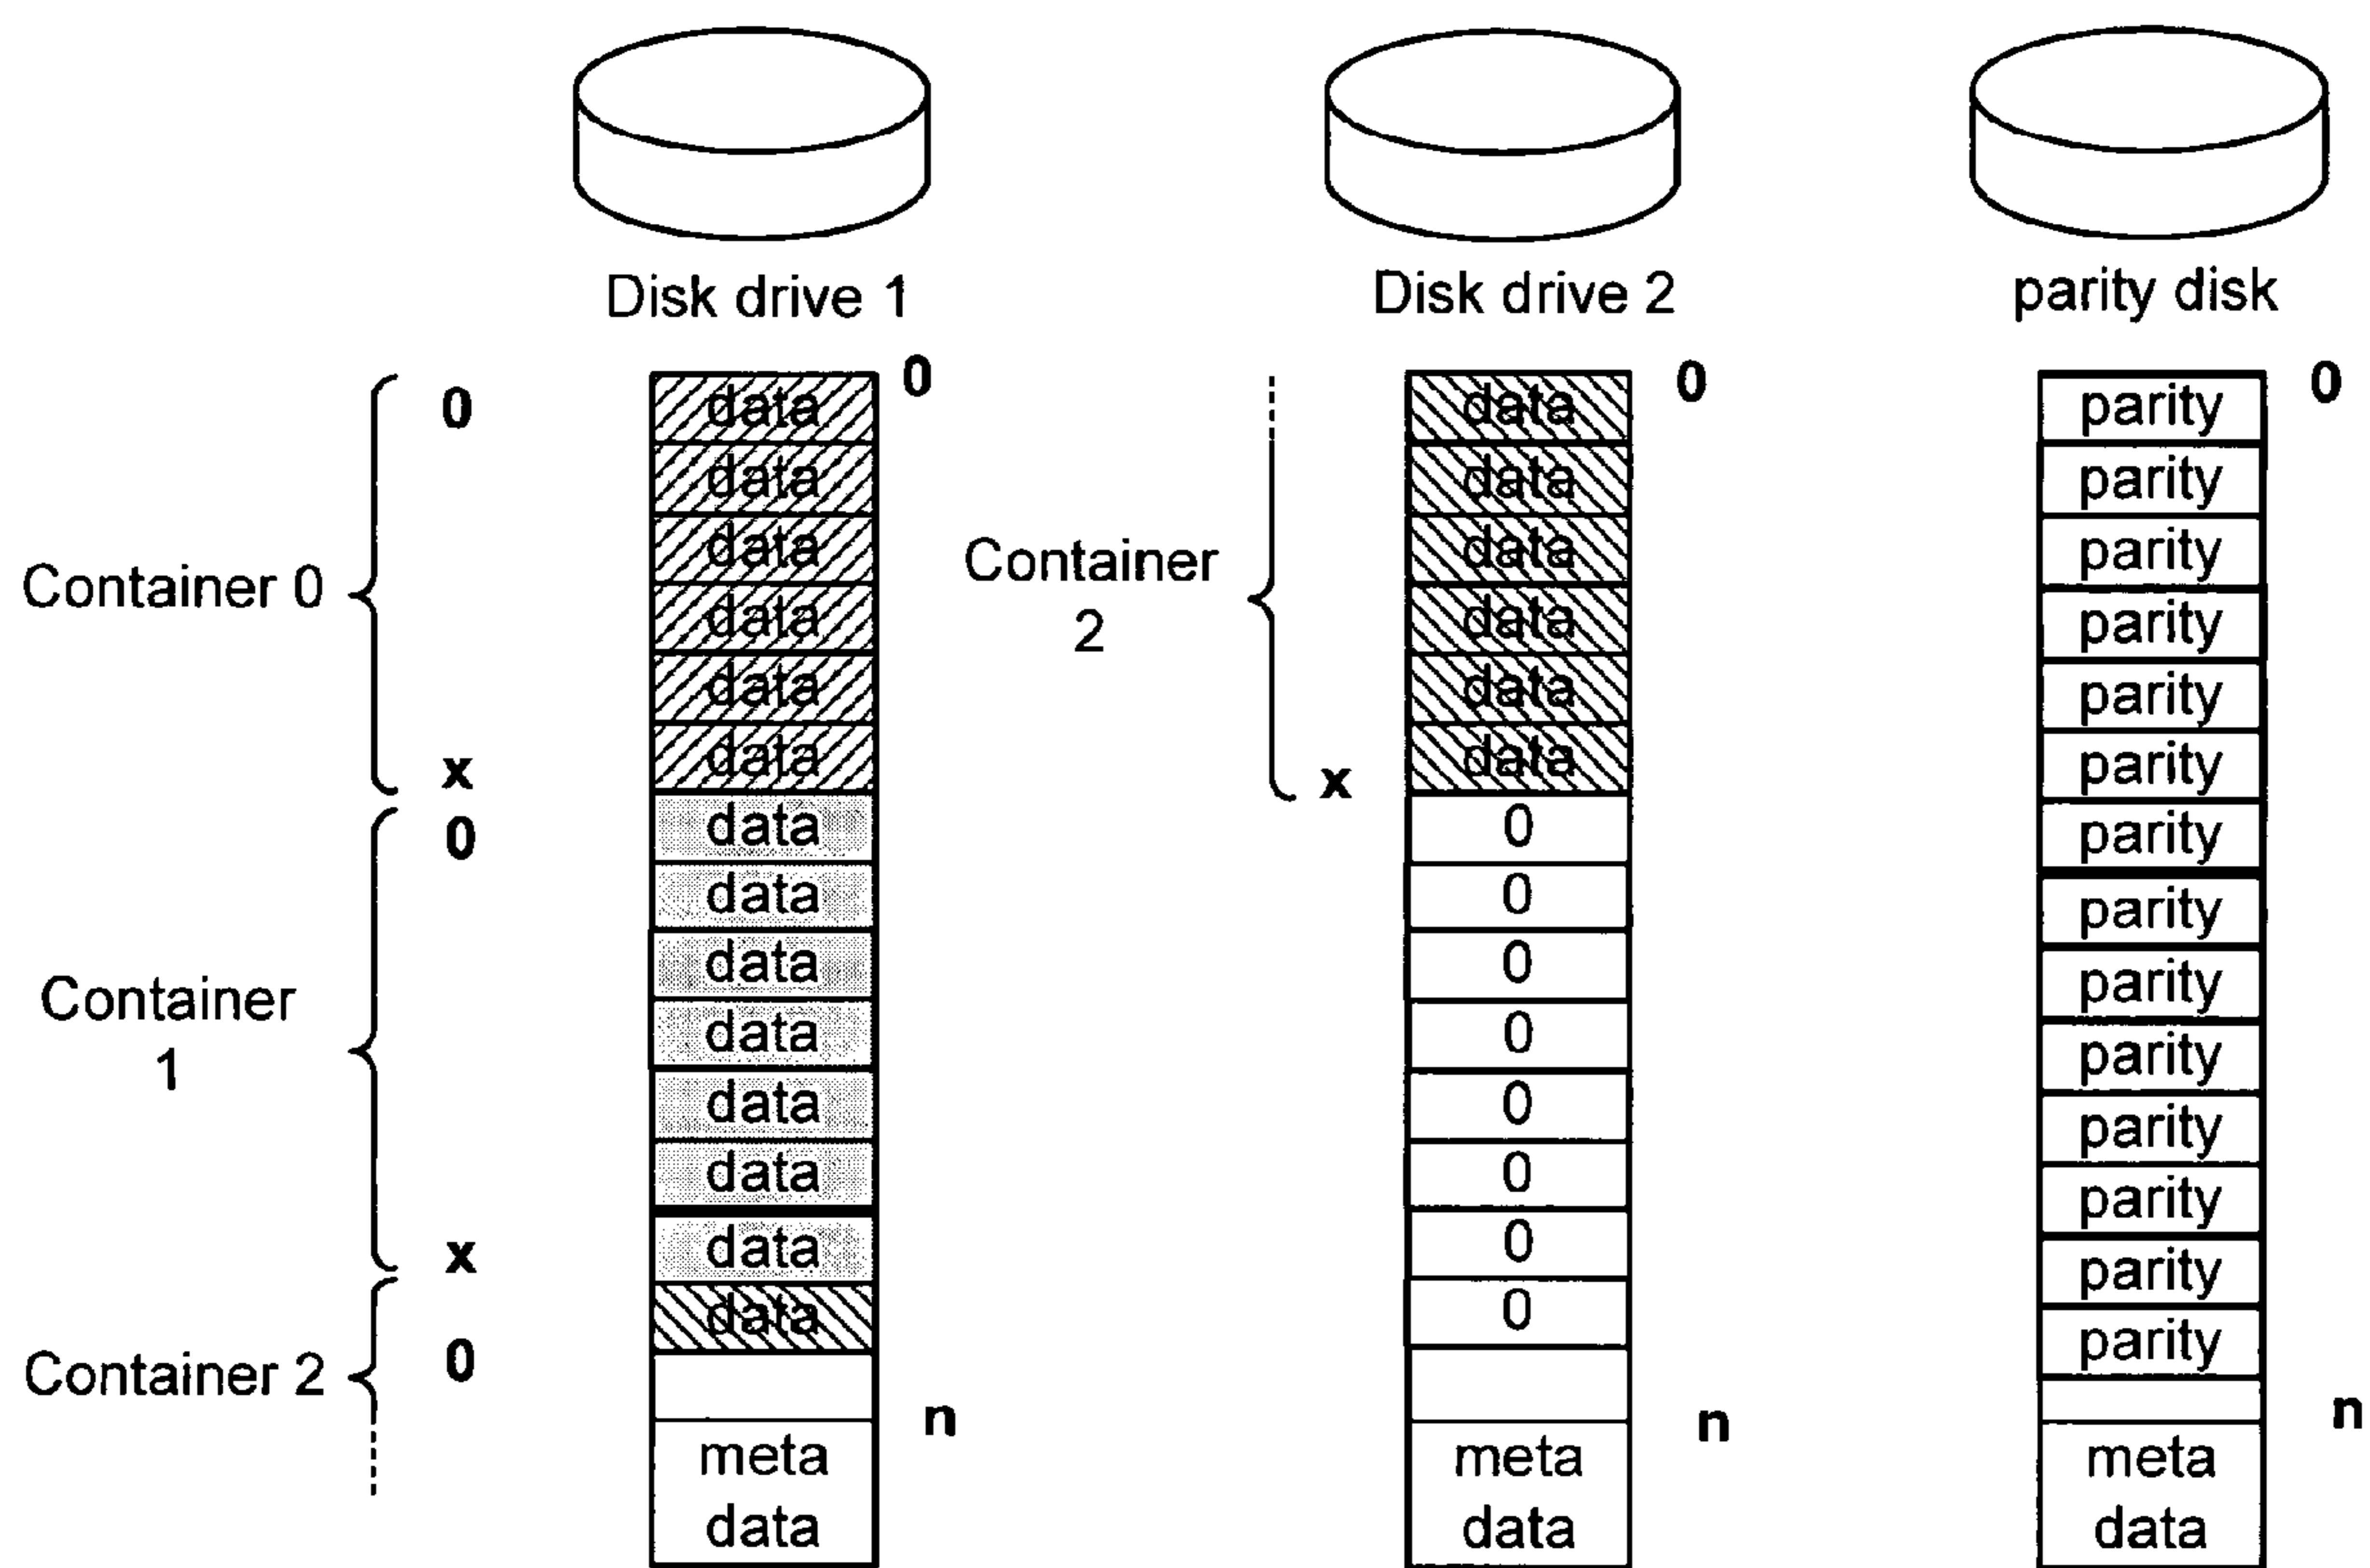 Disk drive 1
Disk drive 2
parity disk
Container 0
0
x
Container
1
0
x
Container 2
0
0
data
data
data
data
data
data
data
data
data
data
data
data
data
data
n
meta
data
Container
2
x
0
data
data
data
data
data
data
0
0
0
0
0
0
0
0
n
meta
data
0
parity
parity
parity
parity
parity
parity
parity
parity
parity
parity
parity
parity
parity
parity
n
meta
data